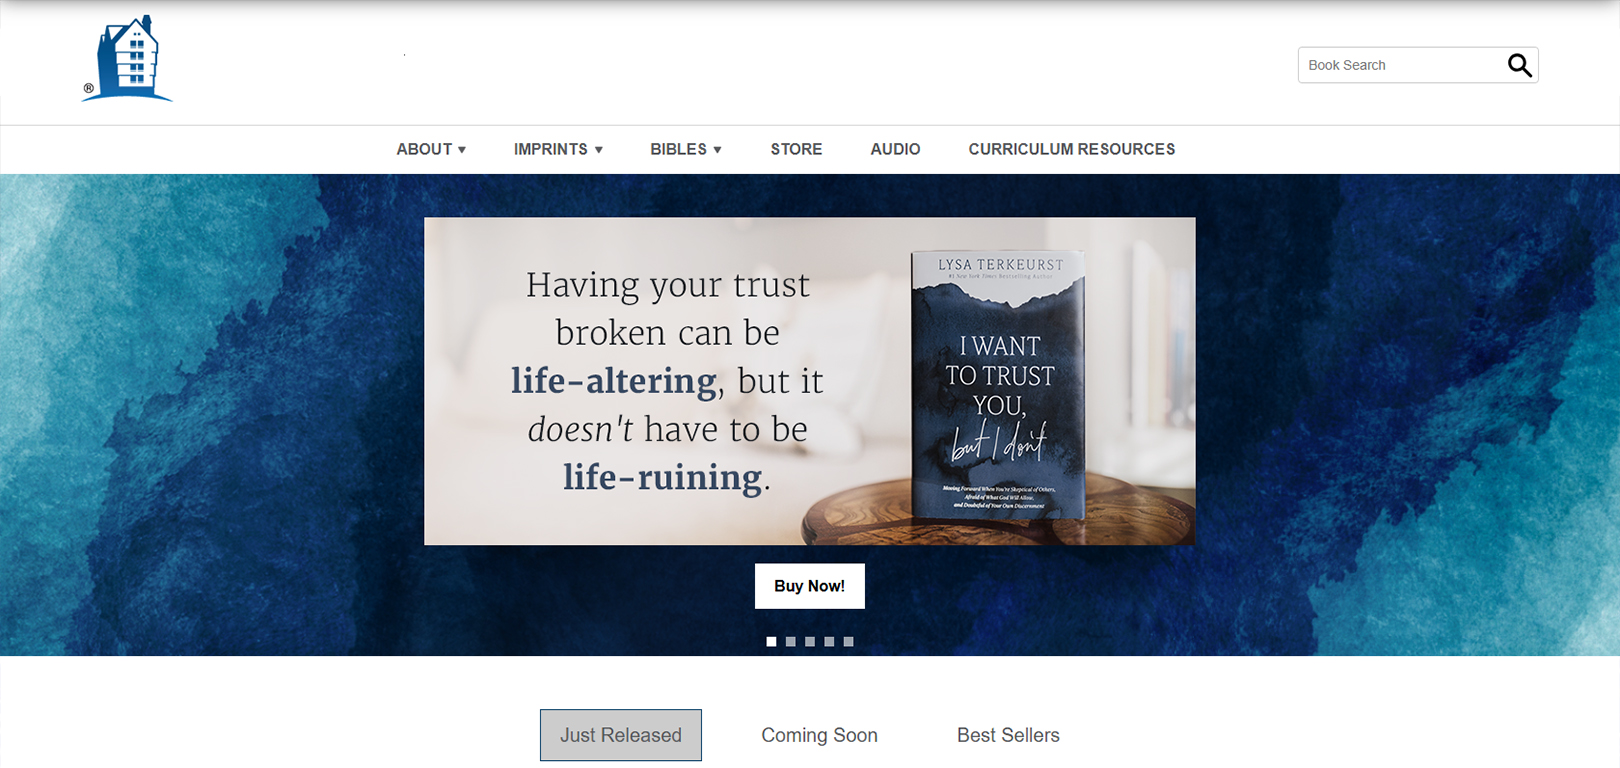 ®
Book Search
ABOUT ▼ IMPRINTS ▼ BIBLES ▼ STORE AUDIO CURRICULUM RESOURCES
Having your trust
broken can be
life-altering, but it
doesn't have to be
life-ruining.
LYSA TERKEURST
#1 New York Times Bestselling Author
I WANT
TO TRUST
YOU,
but I don't
Moving Forward When You're Skeptical of Others,
Afraid of What God Will Allow,
and Doubtful of Your Own Discernment
Buy Now!
Just Released Coming Soon Best Sellers